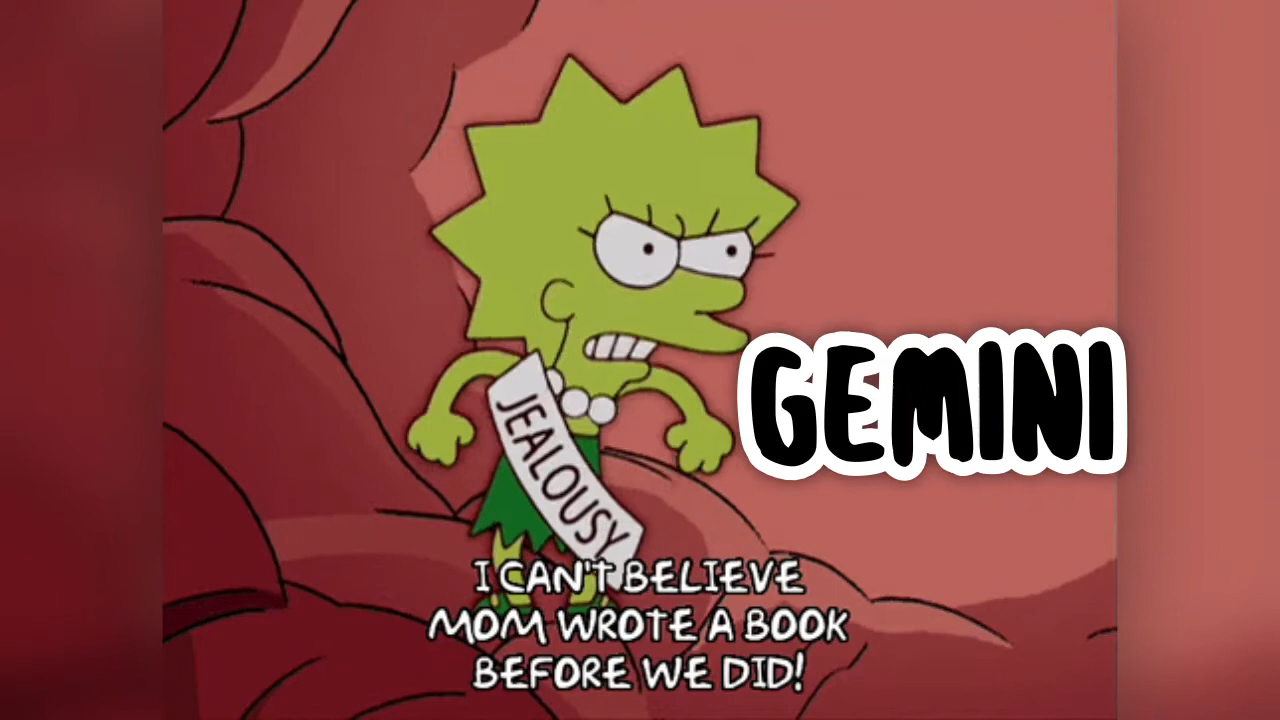 GEMINI
JEALOUSY
I CAN'T BELIEVE
MOM WROTE A BOOK
BEFORE WE DID!